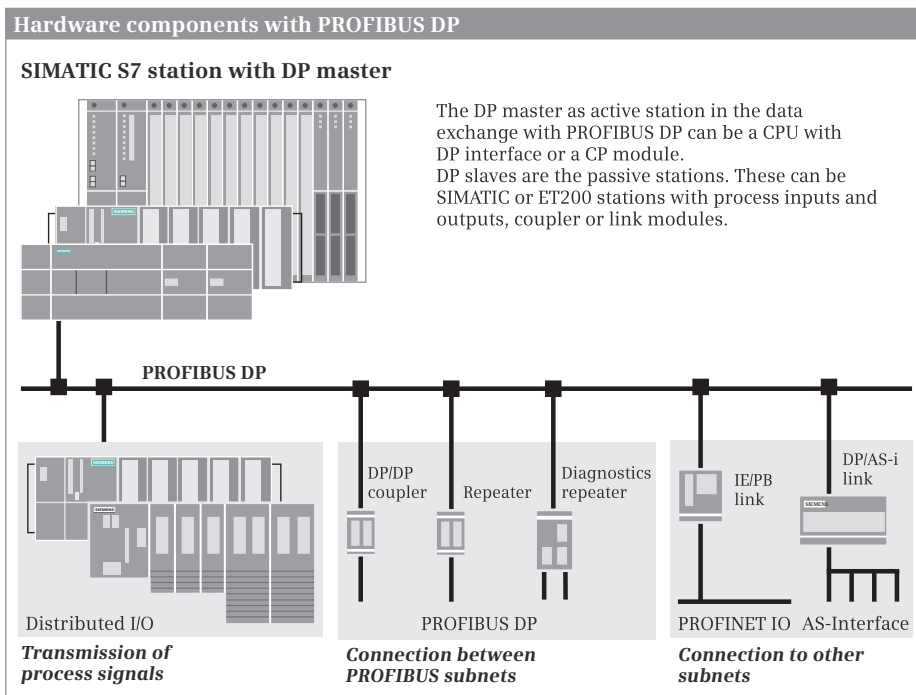 Hardware components with PROFIBUS DP
SIMATIC S7 station with DP master
The DP master as active station in the data
exchange with PROFIBUS DP can be a CPU with
DP interface or a CP module.
DP slaves are the passive stations. These can be
SIMATIC or ET200 stations with process inputs and
outputs, coupler or link modules.
SIEMENS
PROFIBUS DP
SIEMENS
SIEMENS
Distributed I/O
Transmission of
process signals
DP/DP
coupler
Repeater
Diagnostics
repeater
PROFIBUS DP
Connection between
PROFIBUS subnets
IE/PB
link
DP/AS-i
link
SIEMENS
PROFINET IO
AS-Interface
Connection to other
subnets